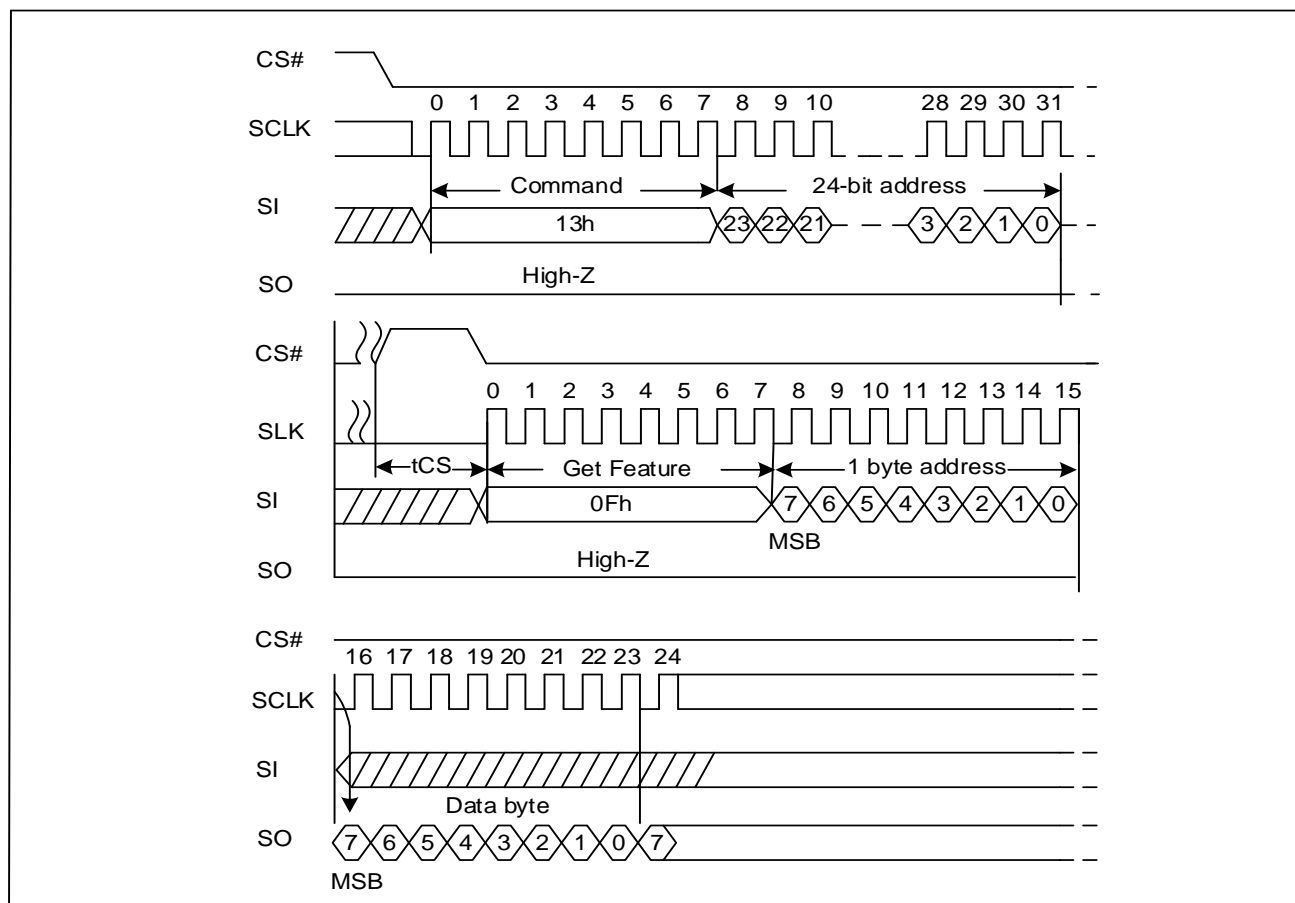 CS#
0 1 2 3 4 5 6 7 8 9 10 28 29 30 31
SCLK
Command 24-bit address
SI
13h 23 22 21 3 2 1 0
High-Z
SO
CS#
0 1 2 3 4 5 6 7 8 9 10 11 12 13 14 15
SLK
tCS Get Feature 1 byte address
SI
0Fh 7 6 5 4 3 2 1 0
MSB
High-Z
SO
CS#
16 17 18 19 20 21 22 23 24
SCLK
SI
Data byte
SO 7 6 5 4 3 2 1 0 7
MSB